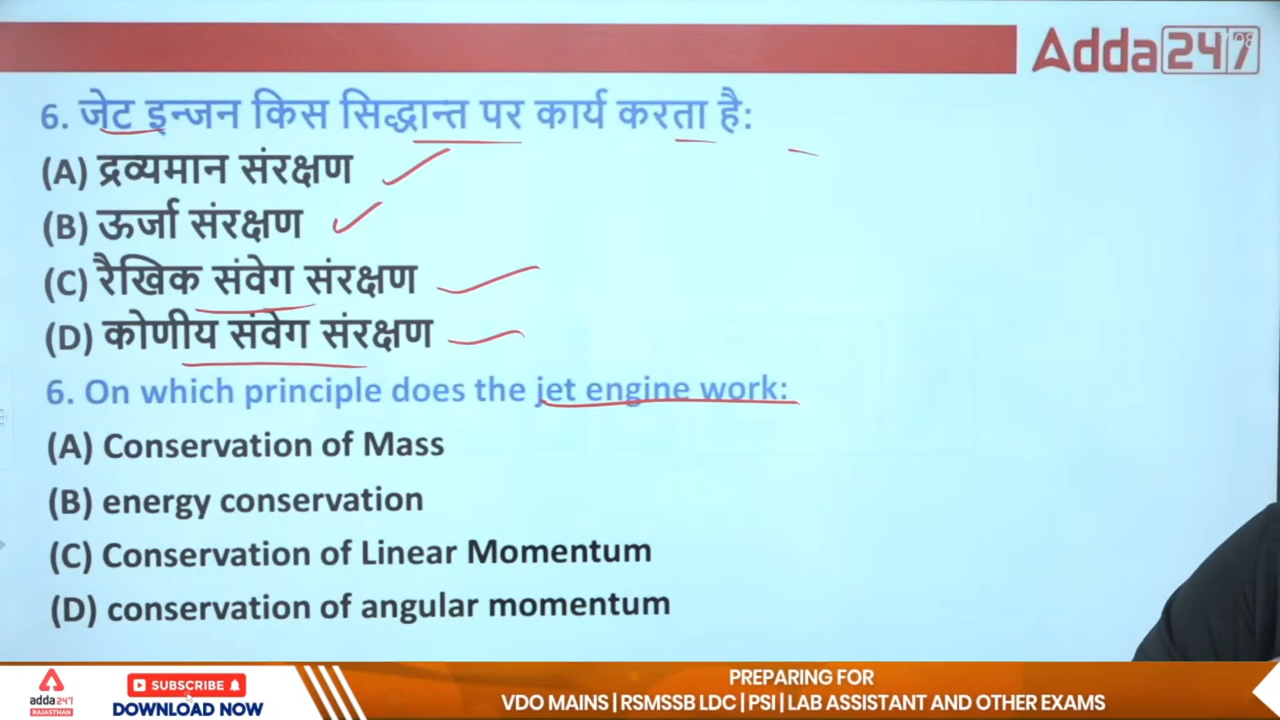 Adda247
6. जेट इन्जन किस सिद्धान्त पर कार्य करता है:
(A) द्रव्यमान संरक्षण
(B) ऊर्जा संरक्षण
(C) रैखिक संवेग संरक्षण
(D) कोणीय संवेग संरक्षण
6. On which principle does the jet engine work:
(A) Conservation of Mass
(B) energy conservation
(C) Conservation of Linear Momentum
(D) conservation of angular momentum
adda247
RAJASTHAN
SUBSCRIBE
DOWNLOAD NOW
PREPARING FOR
VDO MAINS | RSMSSB LDC | PSI | LAB ASSISTANT AND OTHER EXAMS